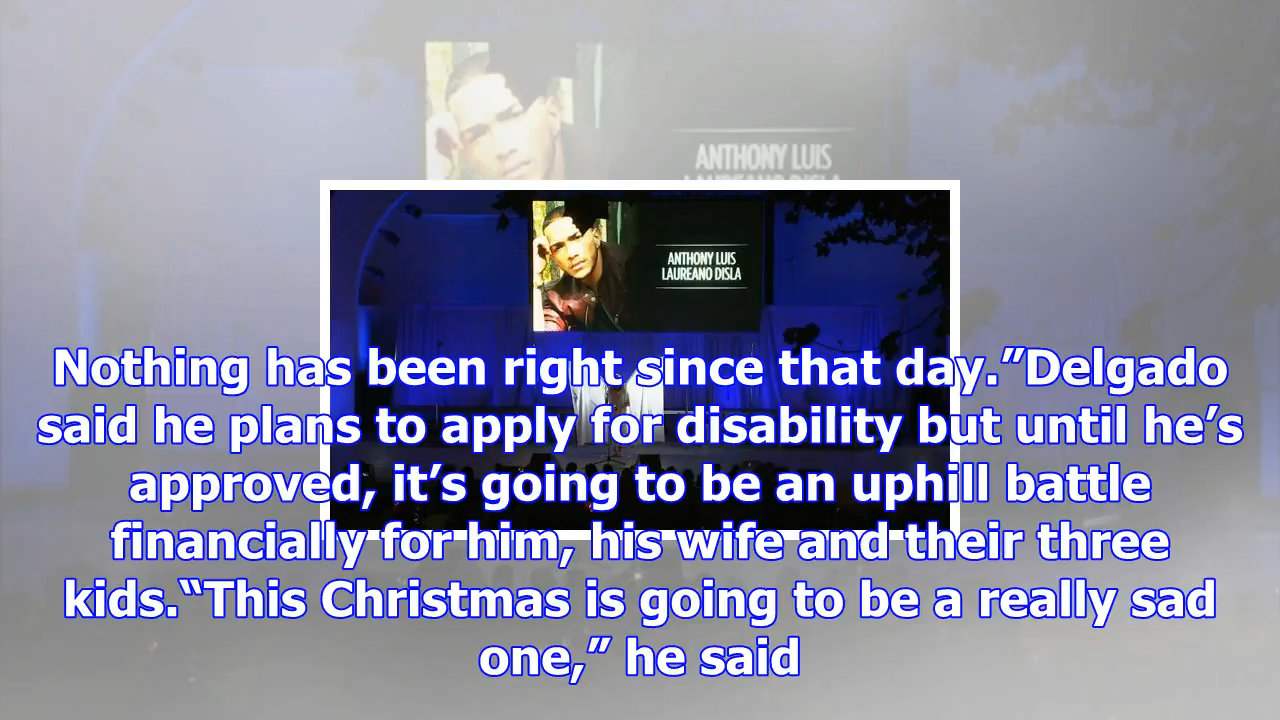 ANTHONY LUIS
LAUREANO DISLA
ANTHONY LUIS
LAUREANO DISLA
Nothing has been right since that day.”Delgado
said he plans to apply for disability but until he’s
approved, it’s going to be an uphill battle
financially for him, his wife and their three
kids.“This Christmas is going to be a really sad
one,” he said